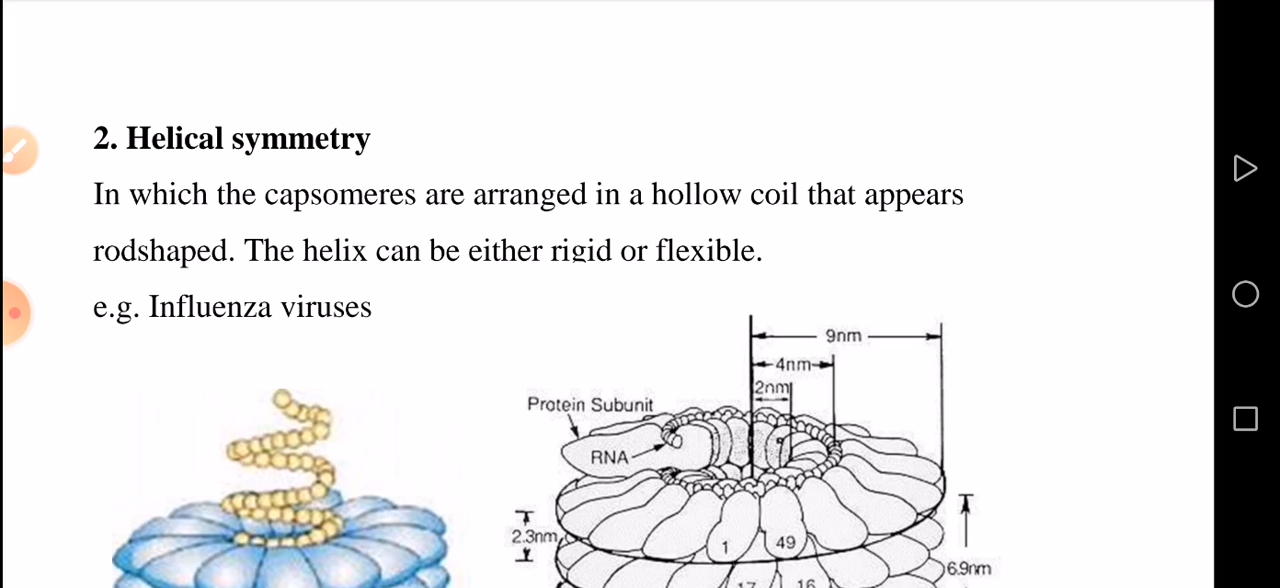 2. Helical symmetry
In which the capsomeres are arranged in a hollow coil that appears
rodshaped. The helix can be either rigid or flexible.
e.g. Influenza viruses
9nm
4nm
2nm
Protein Subunit
RNA
2.3nm
1
49
6.9nm
17
16